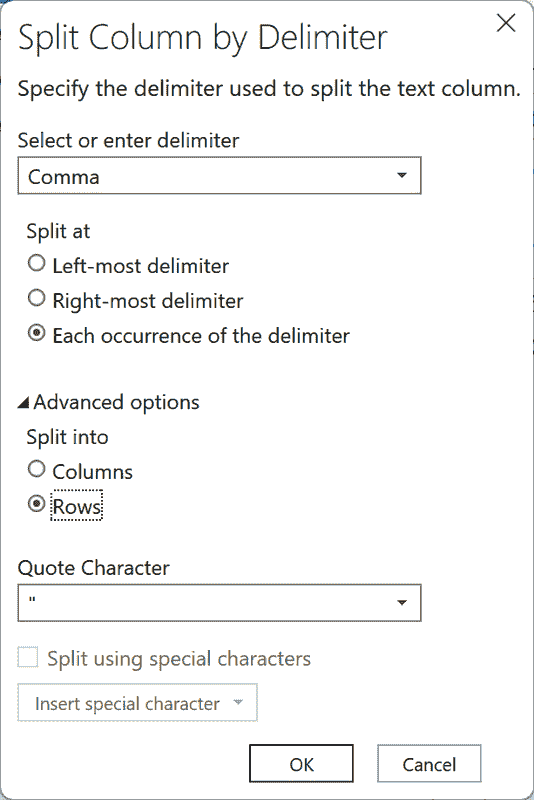 Split Column by Delimiter
Specify the delimiter used to split the text column.
Select or enter delimiter
Comma
Split at
Left-most delimiter
Right-most delimiter
Each occurrence of the delimiter
Advanced options
Split into
Columns
Rows
Quote Character
"
Split using special characters
Insert special character
OK Cancel